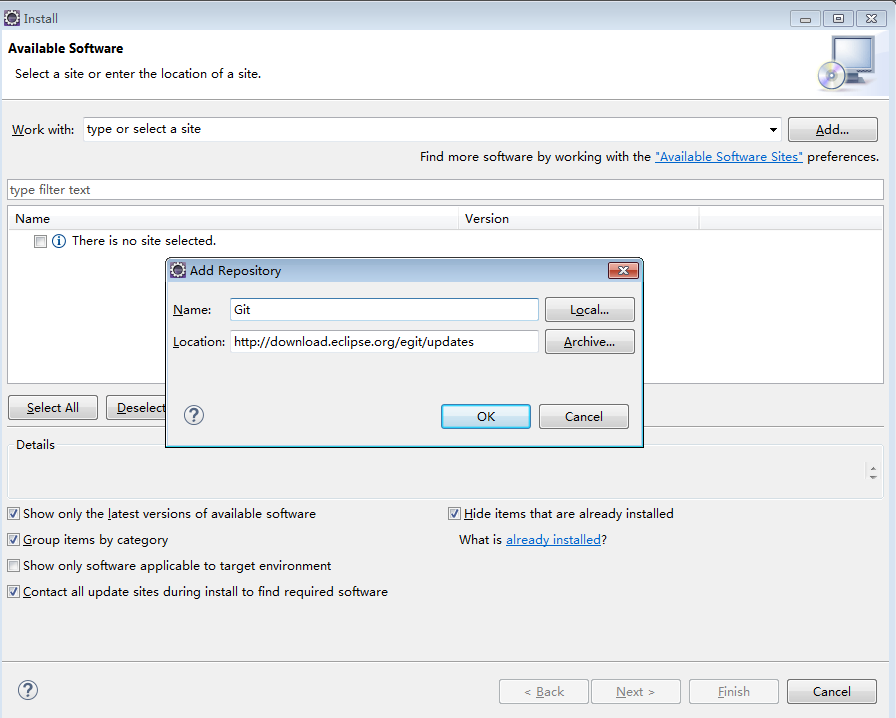 Install
Available Software
Select a site or enter the location of a site.
Work with: type or select a site Add...
Find more software by working with the "Available Software Sites" preferences.
type filter text
Name Version
There is no site selected.
Add Repository
Name: Git Local...
Location: http://download.eclipse.org/egit/updates Archive...
? OK Cancel
Select All Deselect
Details
Show only the latest versions of available software Hide items that are already installed
Group items by category What is already installed?
Show only software applicable to target environment
Contact all update sites during install to find required software
? < Back Next > Finish Cancel